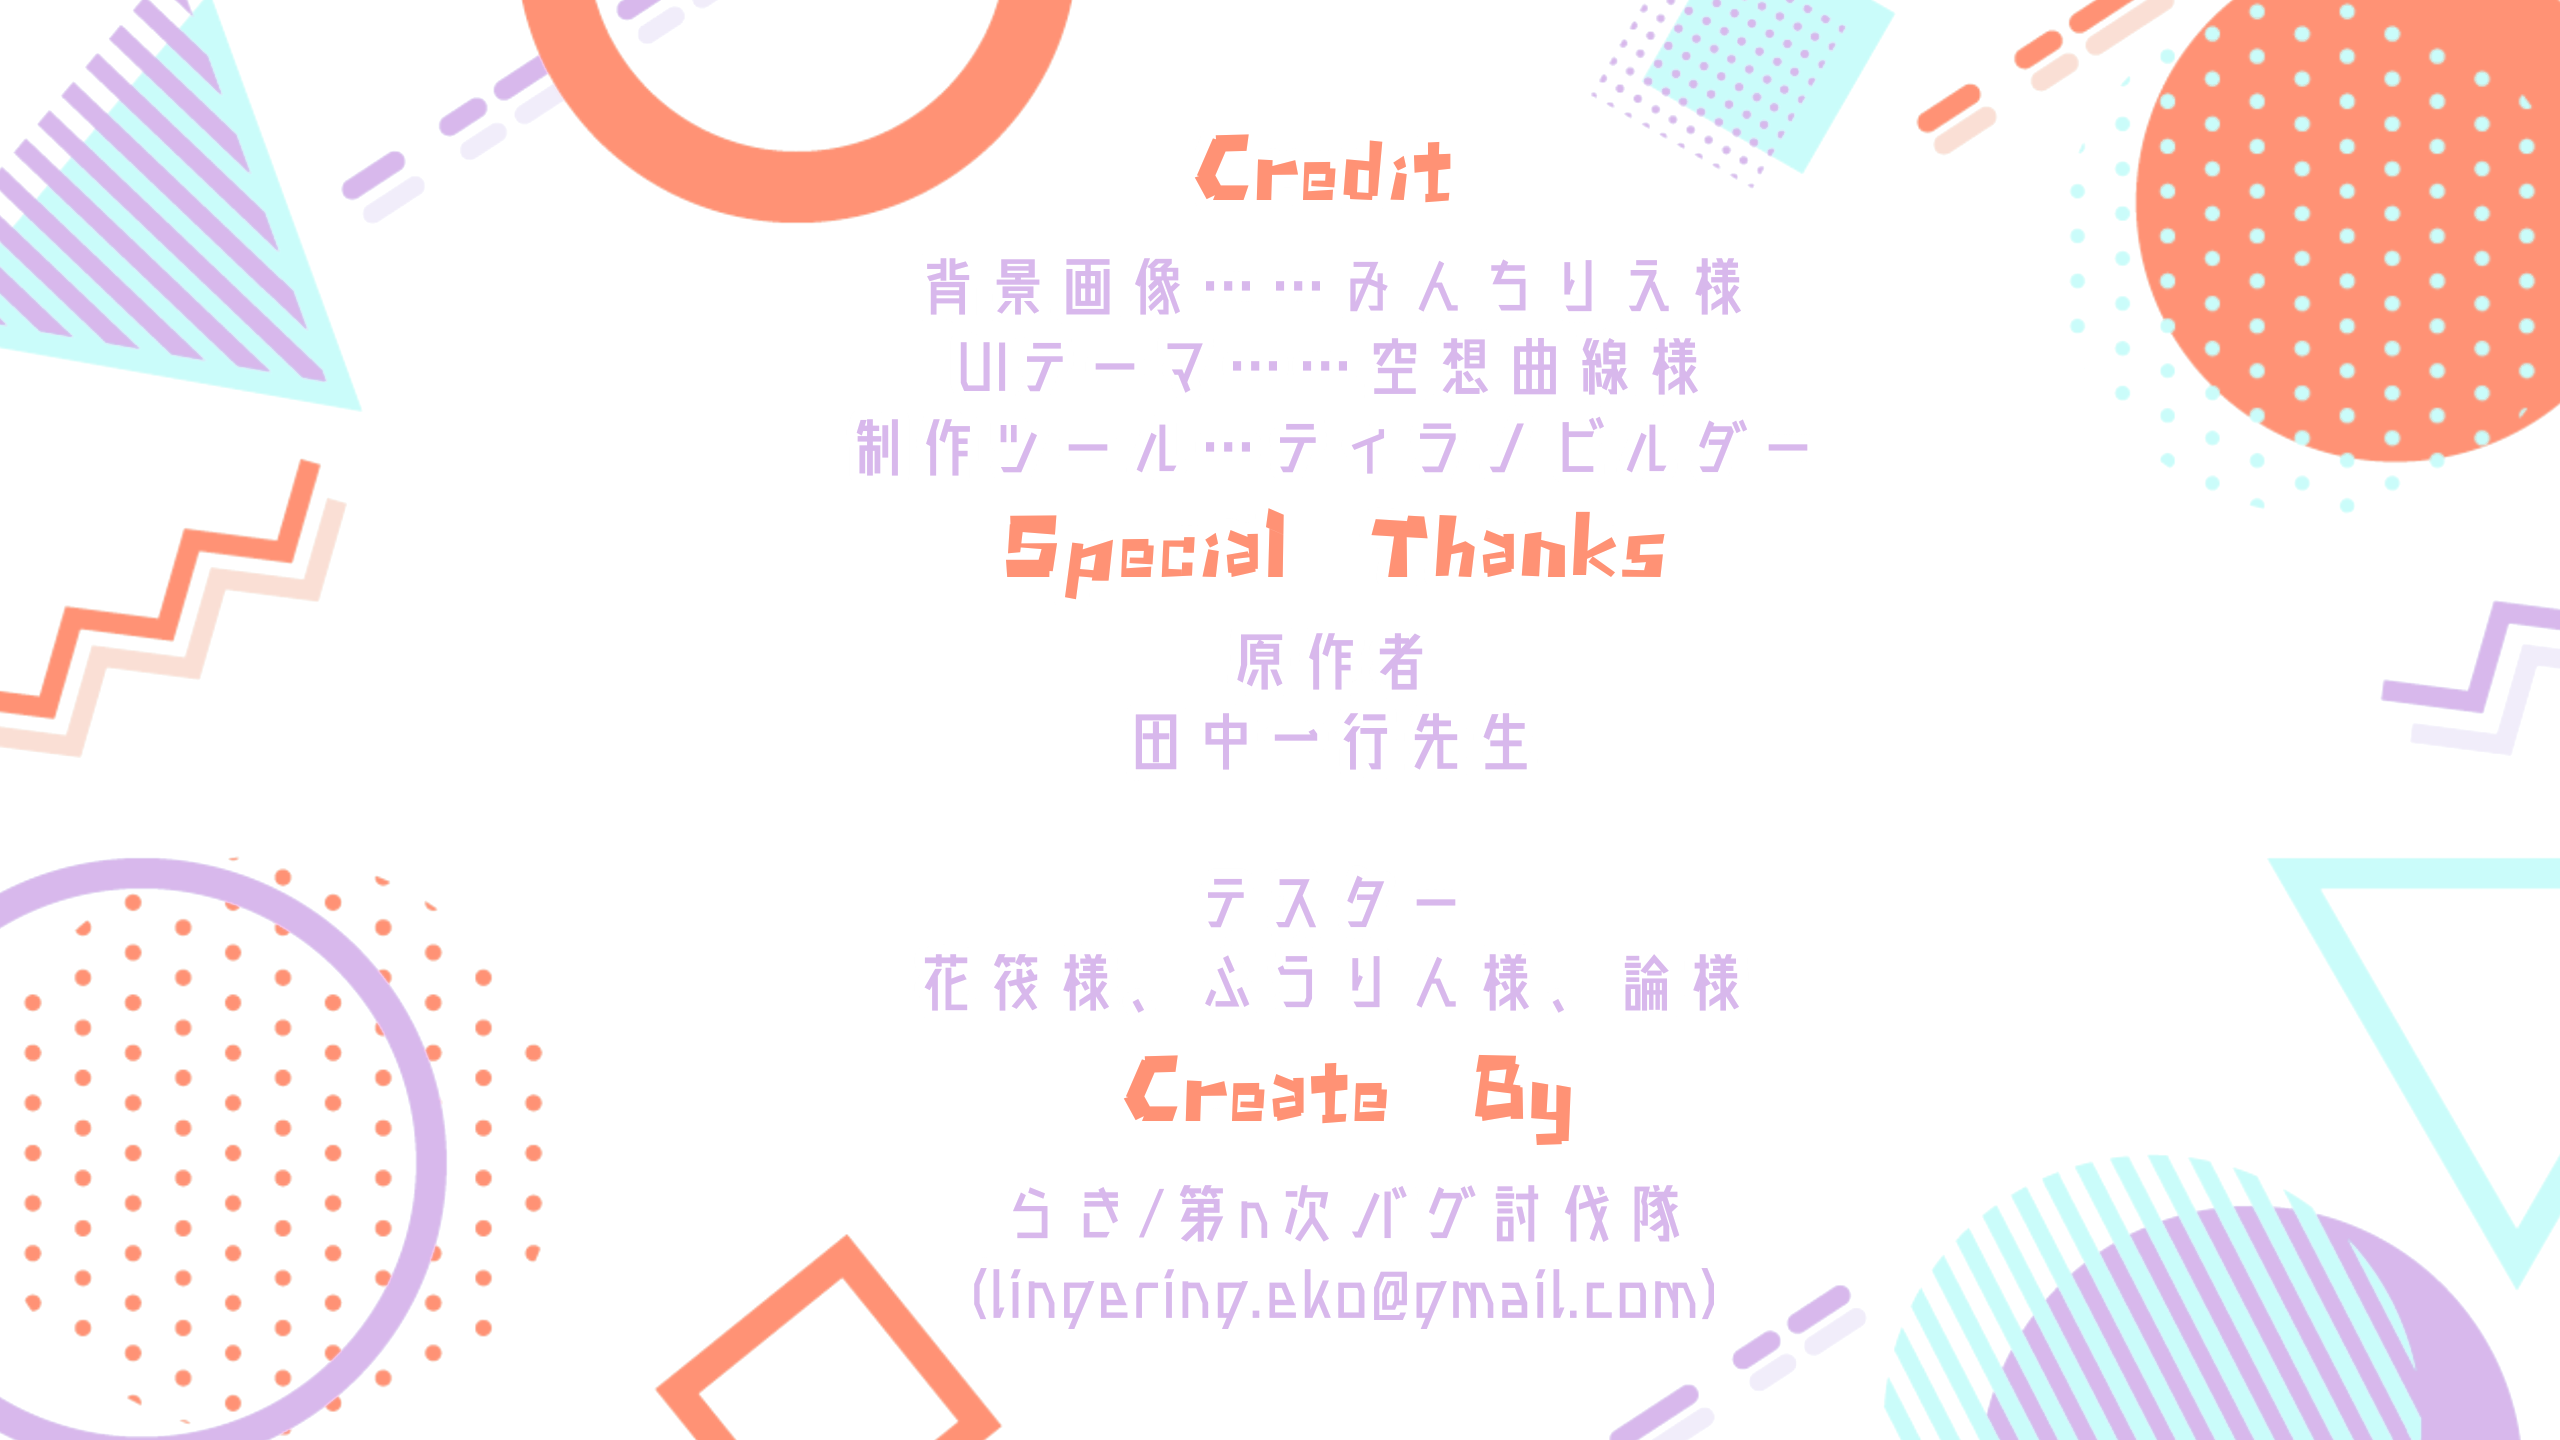 Credit
背景画像……みんちりえ様
UIテーマ……空想曲線様
制作ツール…ティラノビルダー
Special Thanks
原作者
田中一行先生
テスター
花筏様、ふうりん様、論様
Create By
らき/第n次バグ討伐隊
(lingering.eko@gmail.com)